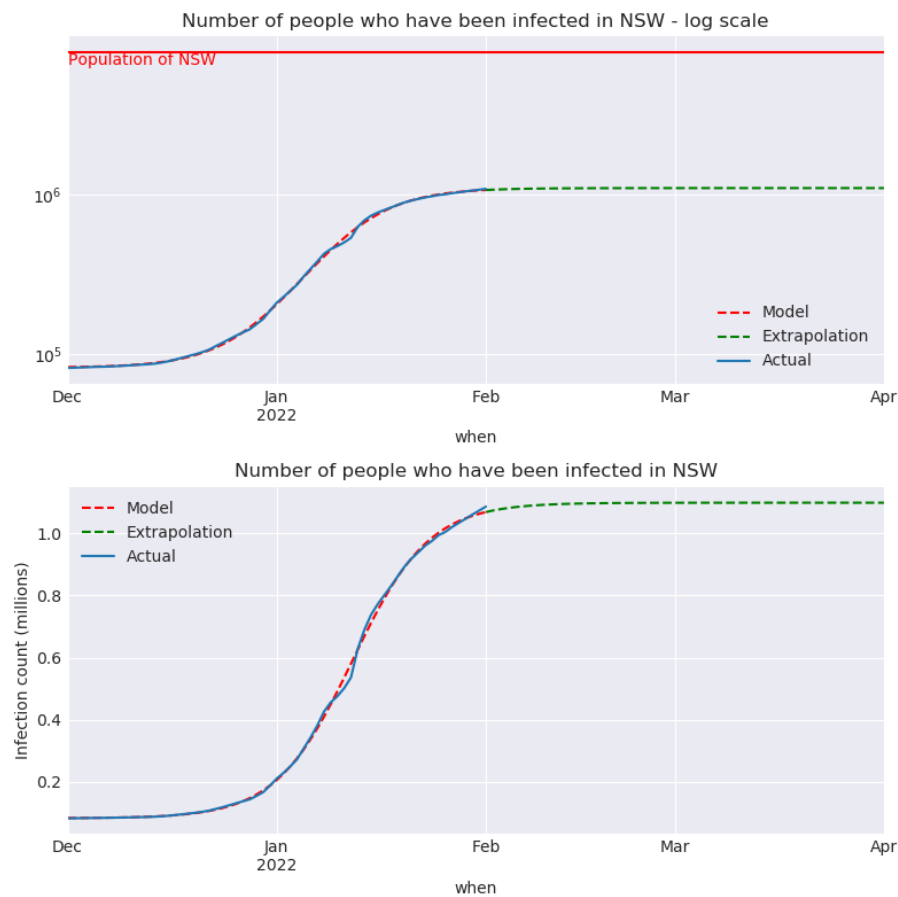 Number of people who have been infected in NSW - log scale
Population of NSW
10⁶
10⁵
Model
Extrapolation
Actual
Dec Jan Feb Mar Apr
2022
when
Number of people who have been infected in NSW
Infection count (millions)
1.0
0.8
0.6
0.4
0.2
Model
Extrapolation
Actual
Dec Jan Feb Mar Apr
2022
when